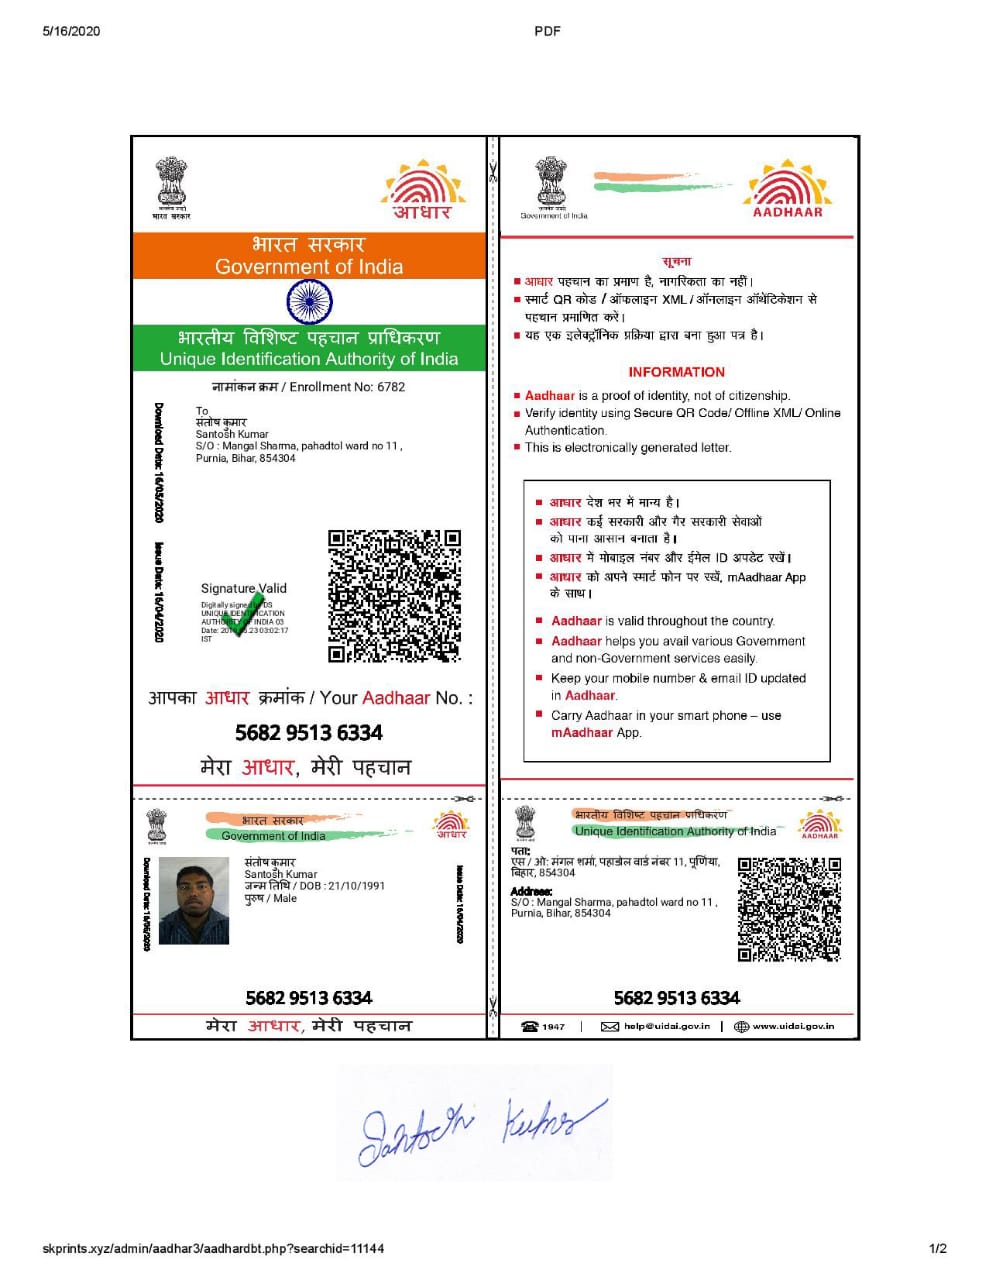 5/16/2020
PDF
भारत सरकार
आधार
भारत सरकार
Government of India
भारतीय विशिष्ट पहचान प्राधिकरण
Unique Identification Authority of India
नामांकन क्रम / Enrollment No: 6782
Download Date: 16/05/2020
Issue Date: 16/04/2020
To
संतोष कुमार
Santosh Kumar
S/O : Mangal Sharma, pahadtol ward no 11 ,
Purnia, Bihar, 854304
Signature Valid
Digitally signed by DS
UNIQUE IDENTIFICATION
AUTHORITY OF INDIA 03
IST
आपका आधार क्रमांक / Your Aadhaar No. :
5682 9513 6334
मेरा आधार, मेरी पहचान
Government of India
AADHAAR
सूचना
आधार पहचान का प्रमाण है, नागरिकता का नहीं।
स्मार्ट QR कोड / ऑफलाइन XML / ऑनलाइन ऑथेंटिकेशन से
पहचान प्रमाणित करें।
यह एक इलेक्ट्रॉनिक प्रक्रिया द्वारा बना हुआ पत्र है।
INFORMATION
Aadhaar is a proof of identity, not of citizenship.
Verify identity using Secure QR Code/ Offline XML/ Online
Authentication.
This is electronically generated letter.
आधार देश भर में मान्य है।
आधार कई सरकारी और गैर सरकारी सेवाओं
को पाना आसान बनाता है।
आधार में मोबाइल नंबर और ईमेल ID अपडेट रखें।
आधार को अपने स्मार्ट फोन पर रखें, mAadhaar App
के साथ।
Aadhaar is valid throughout the country.
Aadhaar helps you avail various Government
and non-Government services easily.
Keep your mobile number & email ID updated
in Aadhaar.
Carry Aadhaar in your smart phone – use
mAadhaar App.
भारत सरकार
Government of India
आधार
Download Date: 16/05/2020
संतोष कुमार
Santosh Kumar
जन्म तिथि / DOB : 21/10/1991
पुरुष / Male
Issue Date: 16/04/2020
5682 9513 6334
मेरा आधार, मेरी पहचान
भारतीय विशिष्ट पहचान प्राधिकरण
Unique Identification Authority of India
AADHAAR
पता:
एस / ओ: मंगल शर्मा, पहाडोल वार्ड नंबर 11, पूर्णिया,
बिहार, 854304
Address:
S/O : Mangal Sharma, pahadtol ward no 11 ,
Purnia, Bihar, 854304
5682 9513 6334
1947 | help@uidai.gov.in | www.uidai.gov.in
Santosh Kumar
skprints.xyz/admin/aadhar3/aadhardbt.php?searchid=11144
1/2